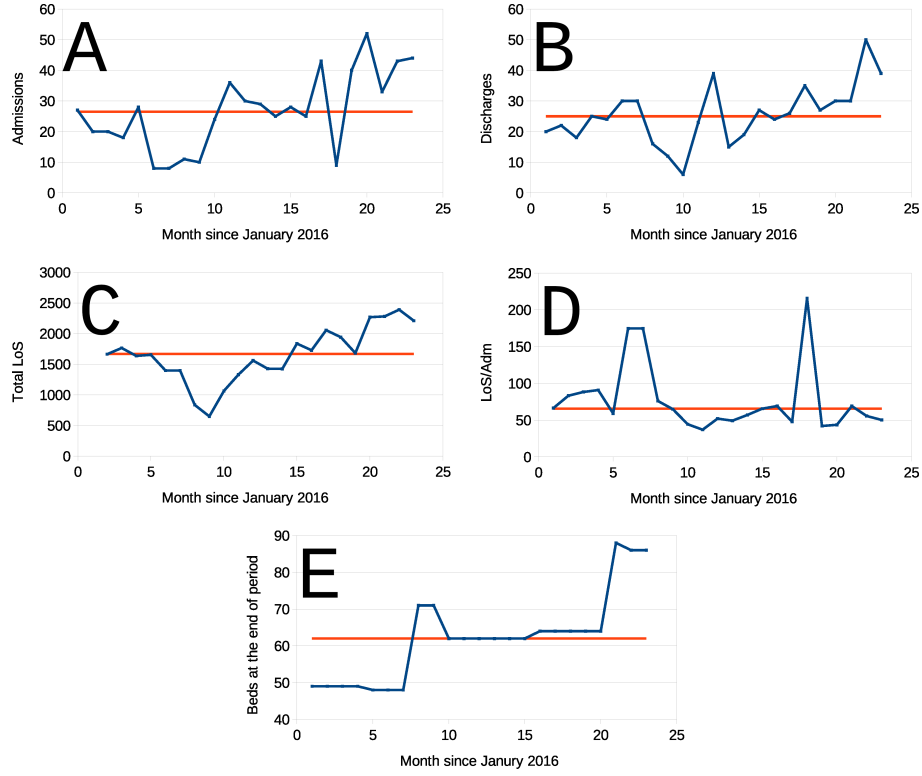 A
Admissions
60
50
40
30
20
10
0
0 5 10 15 20 25
Month since January 2016
B
Discharges
60
50
40
30
20
10
0
0 5 10 15 20 25
Month since January 2016
C
Total LoS
3000
2500
2000
1500
1000
500
0
0 5 10 15 20 25
Month since January 2016
D
LoS/Adm
250
200
150
100
50
0
0 5 10 15 20 25
Month since January 2016
E
Beds at the end of period
90
80
70
60
50
40
0 5 10 15 20 25
Month since Janury 2016